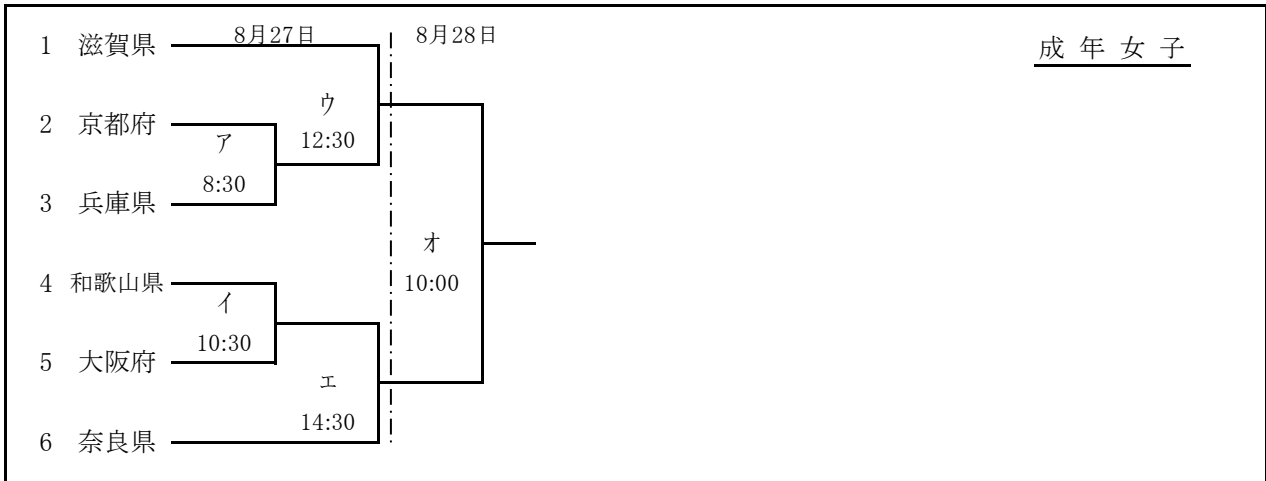 8月27日 8月28日
1 滋賀県
成年女子
ウ
12:30
2 京都府
ア
8:30
3 兵庫県
オ
10:00
4 和歌山県
イ
10:30
5 大阪府
エ
14:30
6 奈良県